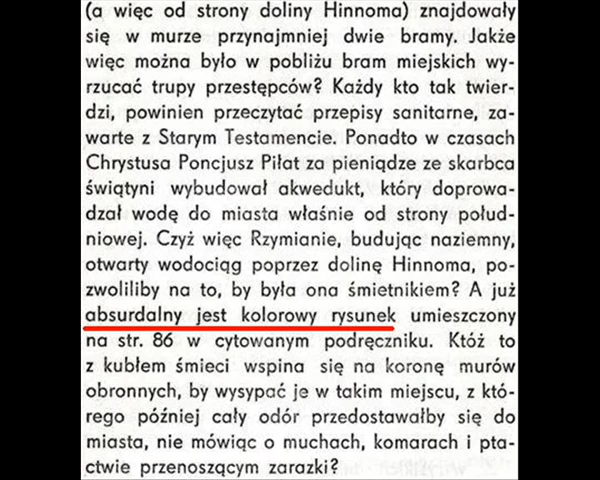 (a więc od strony doliny Hinnoma) znajdowały
się w murze przynajmniej dwie bramy. Jakże
więc można było w pobliżu bram miejskich wy-
rzucać trupy przestępców? Każdy kto tak twier-
dzi, powinien przeczytać przepisy sanitarne, za-
warte z Starym Testamencie. Ponadto w czasach
Chrystusa Poncjusz Piłat za pieniądze ze skarbca
świątyni wybudował akwedukt, który doprowa-
dzał wodę do miasta właśnie od strony połud-
niowej. Czyż więc Rzymianie, budując naziemny,
otwarty wodociąg poprzez dolinę Hinnoma, po-
zwoliliby na to, by była ona śmietnikiem? A już
absurdalny jest kolorowy rysunek umieszczony
na str. 86 w cytowanym podręczniku. Któż to
z kubłem śmieci wspina się na koronę murów
obronnych, by wysypać je w takim miejscu, z któ-
rego później cały odór przedostawałby się do
miasta, nie mówiąc o muchach, komarach i pta-
ctwie przenoszącym zarazki?